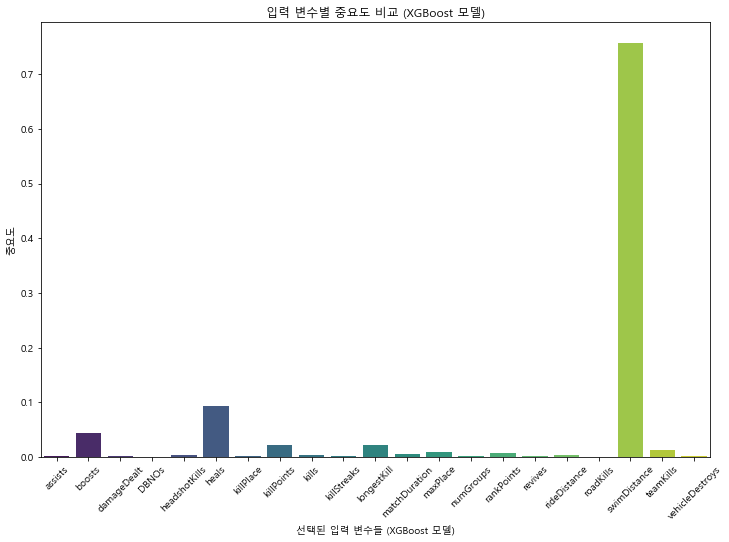 입력 변수별 중요도 비교 (XGBoost 모델)
중요도
0.7
0.6
0.5
0.4
0.3
0.2
0.1
0.0
assists
boosts
damageDealt
DBNOs
headshotKills
heals
killPlace
killPoints
kills
killStreaks
longestKill
matchDuration
maxPlace
numGroups
rankPoints
revives
rideDistance
roadKills
swimDistance
teamKills
vehicleDestroys
선택된 입력 변수들 (XGBoost 모델)